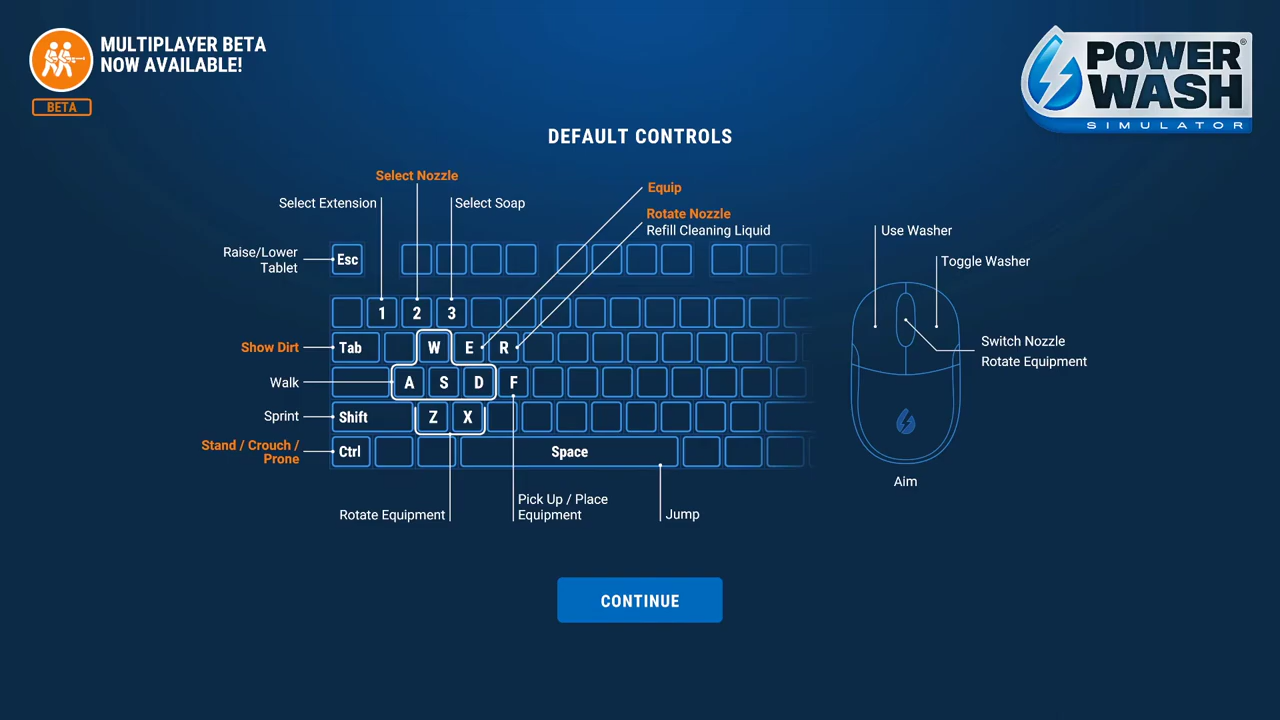 MULTIPLAYER BETA
NOW AVAILABLE!
BETA
POWER
WASH®
SIMULATOR
DEFAULT CONTROLS
Select Nozzle
Select Extension
Select Soap
Equip
Rotate Nozzle
Refill Cleaning Liquid
Raise/Lower
Tablet
Esc
1 2 3
Show Dirt
Tab W E R
Walk
A S D F
Sprint
Shift Z X
Stand / Crouch /
Prone
Ctrl Space
Rotate Equipment
Pick Up / Place
Equipment
Jump
Use Washer
Toggle Washer
Switch Nozzle
Rotate Equipment
Aim
CONTINUE